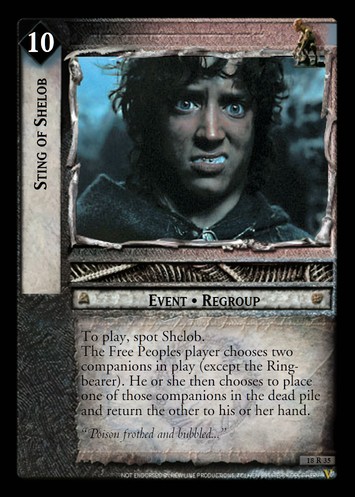 10
STING OF SHELOB
EVENT • REGROUP
To play, spot Shelob.
The Free Peoples player chooses two
companions in play (except the Ring-
bearer). He or she then chooses to place
one of those companions in the dead pile
and return the other to his or her hand.
“Poison frothed and bubbled...”
18 R 35
V